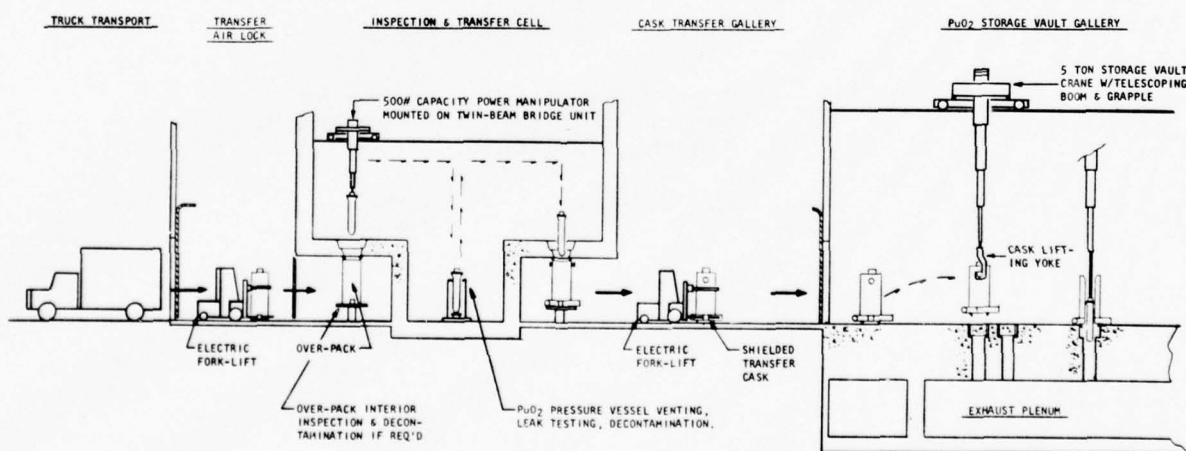 TRUCK TRANSPORT
TRANSFER
AIR LOCK
INSPECTION & TRANSFER CELL
CASK TRANSFER GALLERY
PuO2 STORAGE VAULT GALLERY
500# CAPACITY POWER MANIPULATOR
MOUNTED ON TWIN-BEAM BRIDGE UNIT
5 TON STORAGE VAULT
CRANE W/TELESCOPING
BOOM & GRAPPLE
CASK LIFT-
ING YOKE
ELECTRIC
FORK-LIFT
OVER-PACK
ELECTRIC
FORK-LIFT
SHIELDED
TRANSFER
CASK
OVER-PACK INTERIOR
INSPECTION & DECON-
TAMINATION IF REQ'D
PuO2 PRESSURE VESSEL VENTING,
LEAK TESTING, DECONTAMINATION.
EXHAUST PLENUM